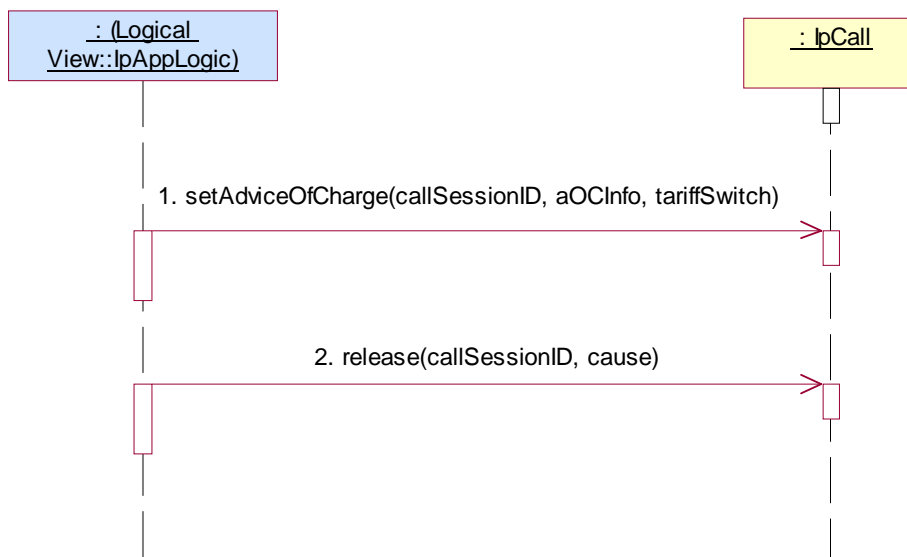 : (Logical
View::IpAppLogic)
: IpCall
1. setAdviceOfCharge(callSessionID, aOCInfo, tariffSwitch)
2. release(callSessionID, cause)